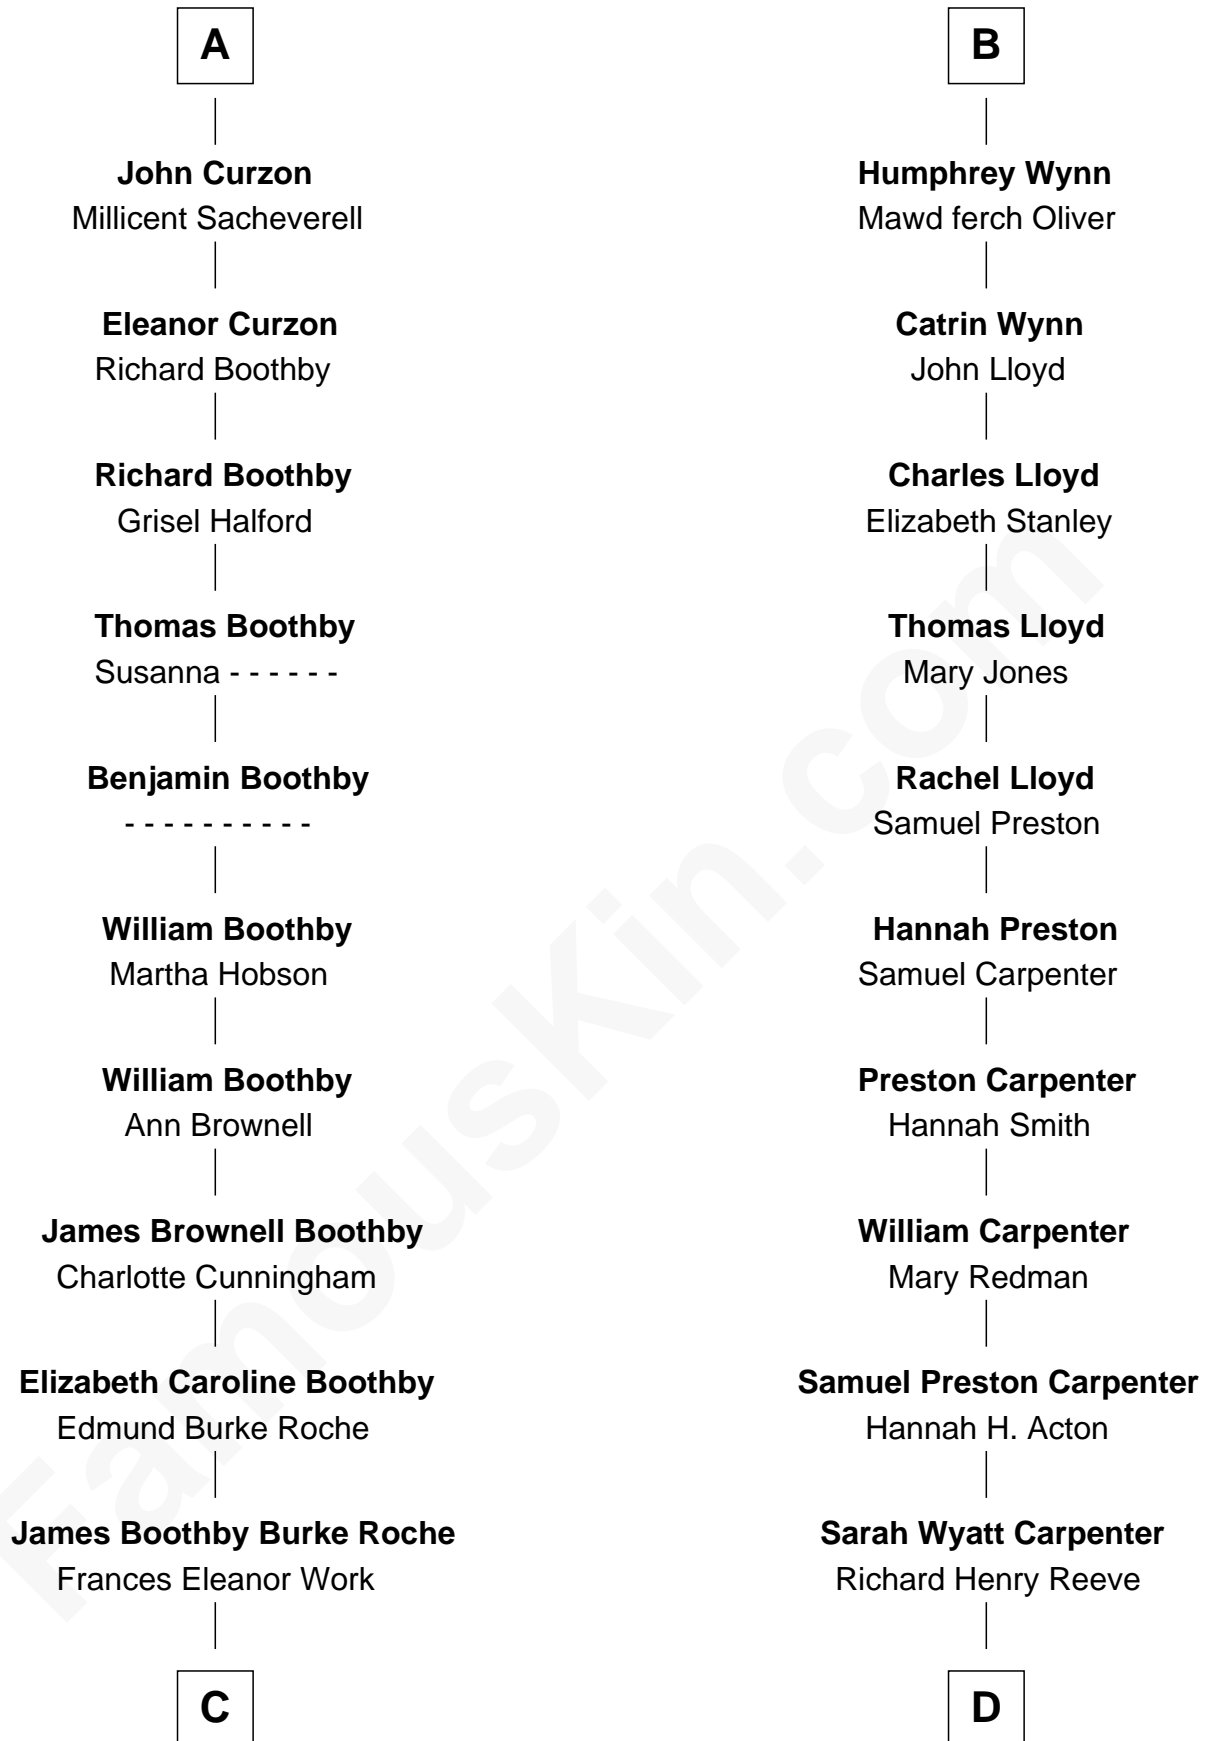 A
John Curzon
Millicent Sacheverell
Eleanor Curzon
Richard Boothby
Richard Boothby
Grisel Halford
Thomas Boothby
Susanna - - - - - -
Benjamin Boothby
- - - - - - - - - -
William Boothby
Martha Hobson
William Boothby
Ann Brownell
James Brownell Boothby
Charlotte Cunningham
Elizabeth Caroline Boothby
Edmund Burke Roche
James Boothby Burke Roche
Frances Eleanor Work
C
B
Humphrey Wynn
Mawd ferch Oliver
Catrin Wynn
John Lloyd
Charles Lloyd
Elizabeth Stanley
Thomas Lloyd
Mary Jones
Rachel Lloyd
Samuel Preston
Hannah Preston
Samuel Carpenter
Preston Carpenter
Hannah Smith
William Carpenter
Mary Redman
Samuel Preston Carpenter
Hannah H. Acton
Sarah Wyatt Carpenter
Richard Henry Reeve
D
FamousKin.com